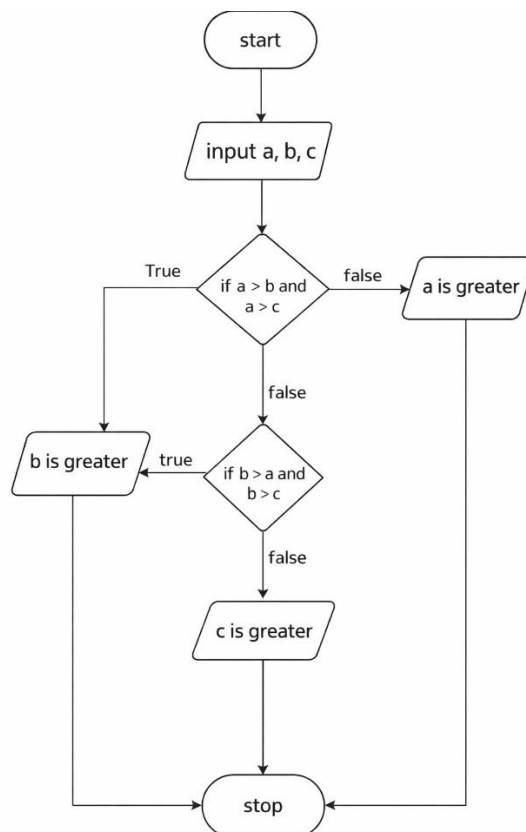 start
input a, b, c
True
if a > b and
a > c
false
a is greater
false
b is greater
true
if b > a and
b > c
false
c is greater
stop